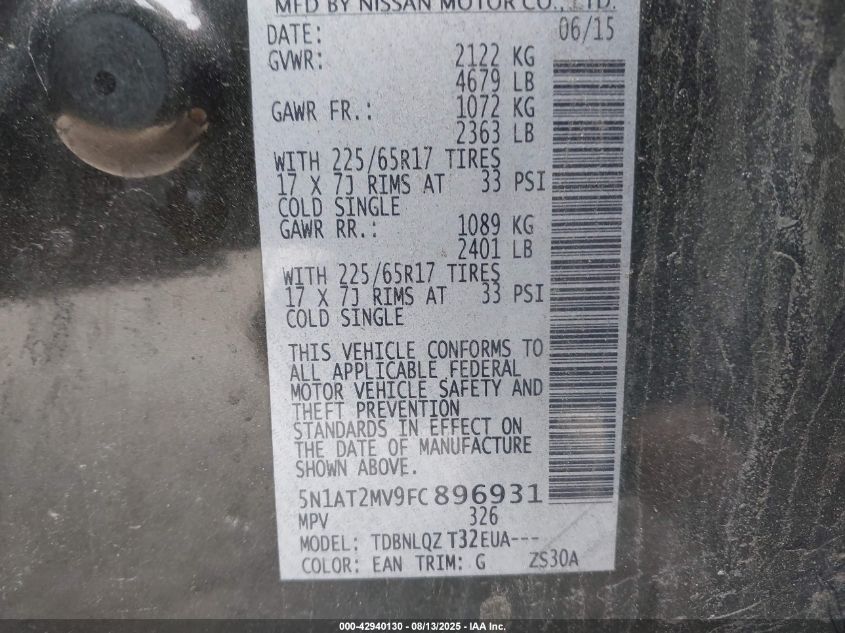 MFD BY NISSAN MOTOR CO., LTD.
DATE: 06/15
GVWR: 2122 KG
4679 LB
GAWR FR.: 1072 KG
2363 LB
WITH 225/65R17 TIRES
17 X 7J RIMS AT 33 PSI
COLD SINGLE
GAWR RR.: 1089 KG
2401 LB
WITH 225/65R17 TIRES
17 X 7J RIMS AT 33 PSI
COLD SINGLE
THIS VEHICLE CONFORMS TO
ALL APPLICABLE FEDERAL
MOTOR VEHICLE SAFETY AND
THEFT PREVENTION
STANDARDS IN EFFECT ON
THE DATE OF MANUFACTURE
SHOWN ABOVE.
5N1AT2MV9FC896931
MPV 326
MODEL: TDBNLQZ T32EUA---
COLOR: EAN TRIM: G ZS30A
000-42940130 - 08/13/2025 - IAA Inc.